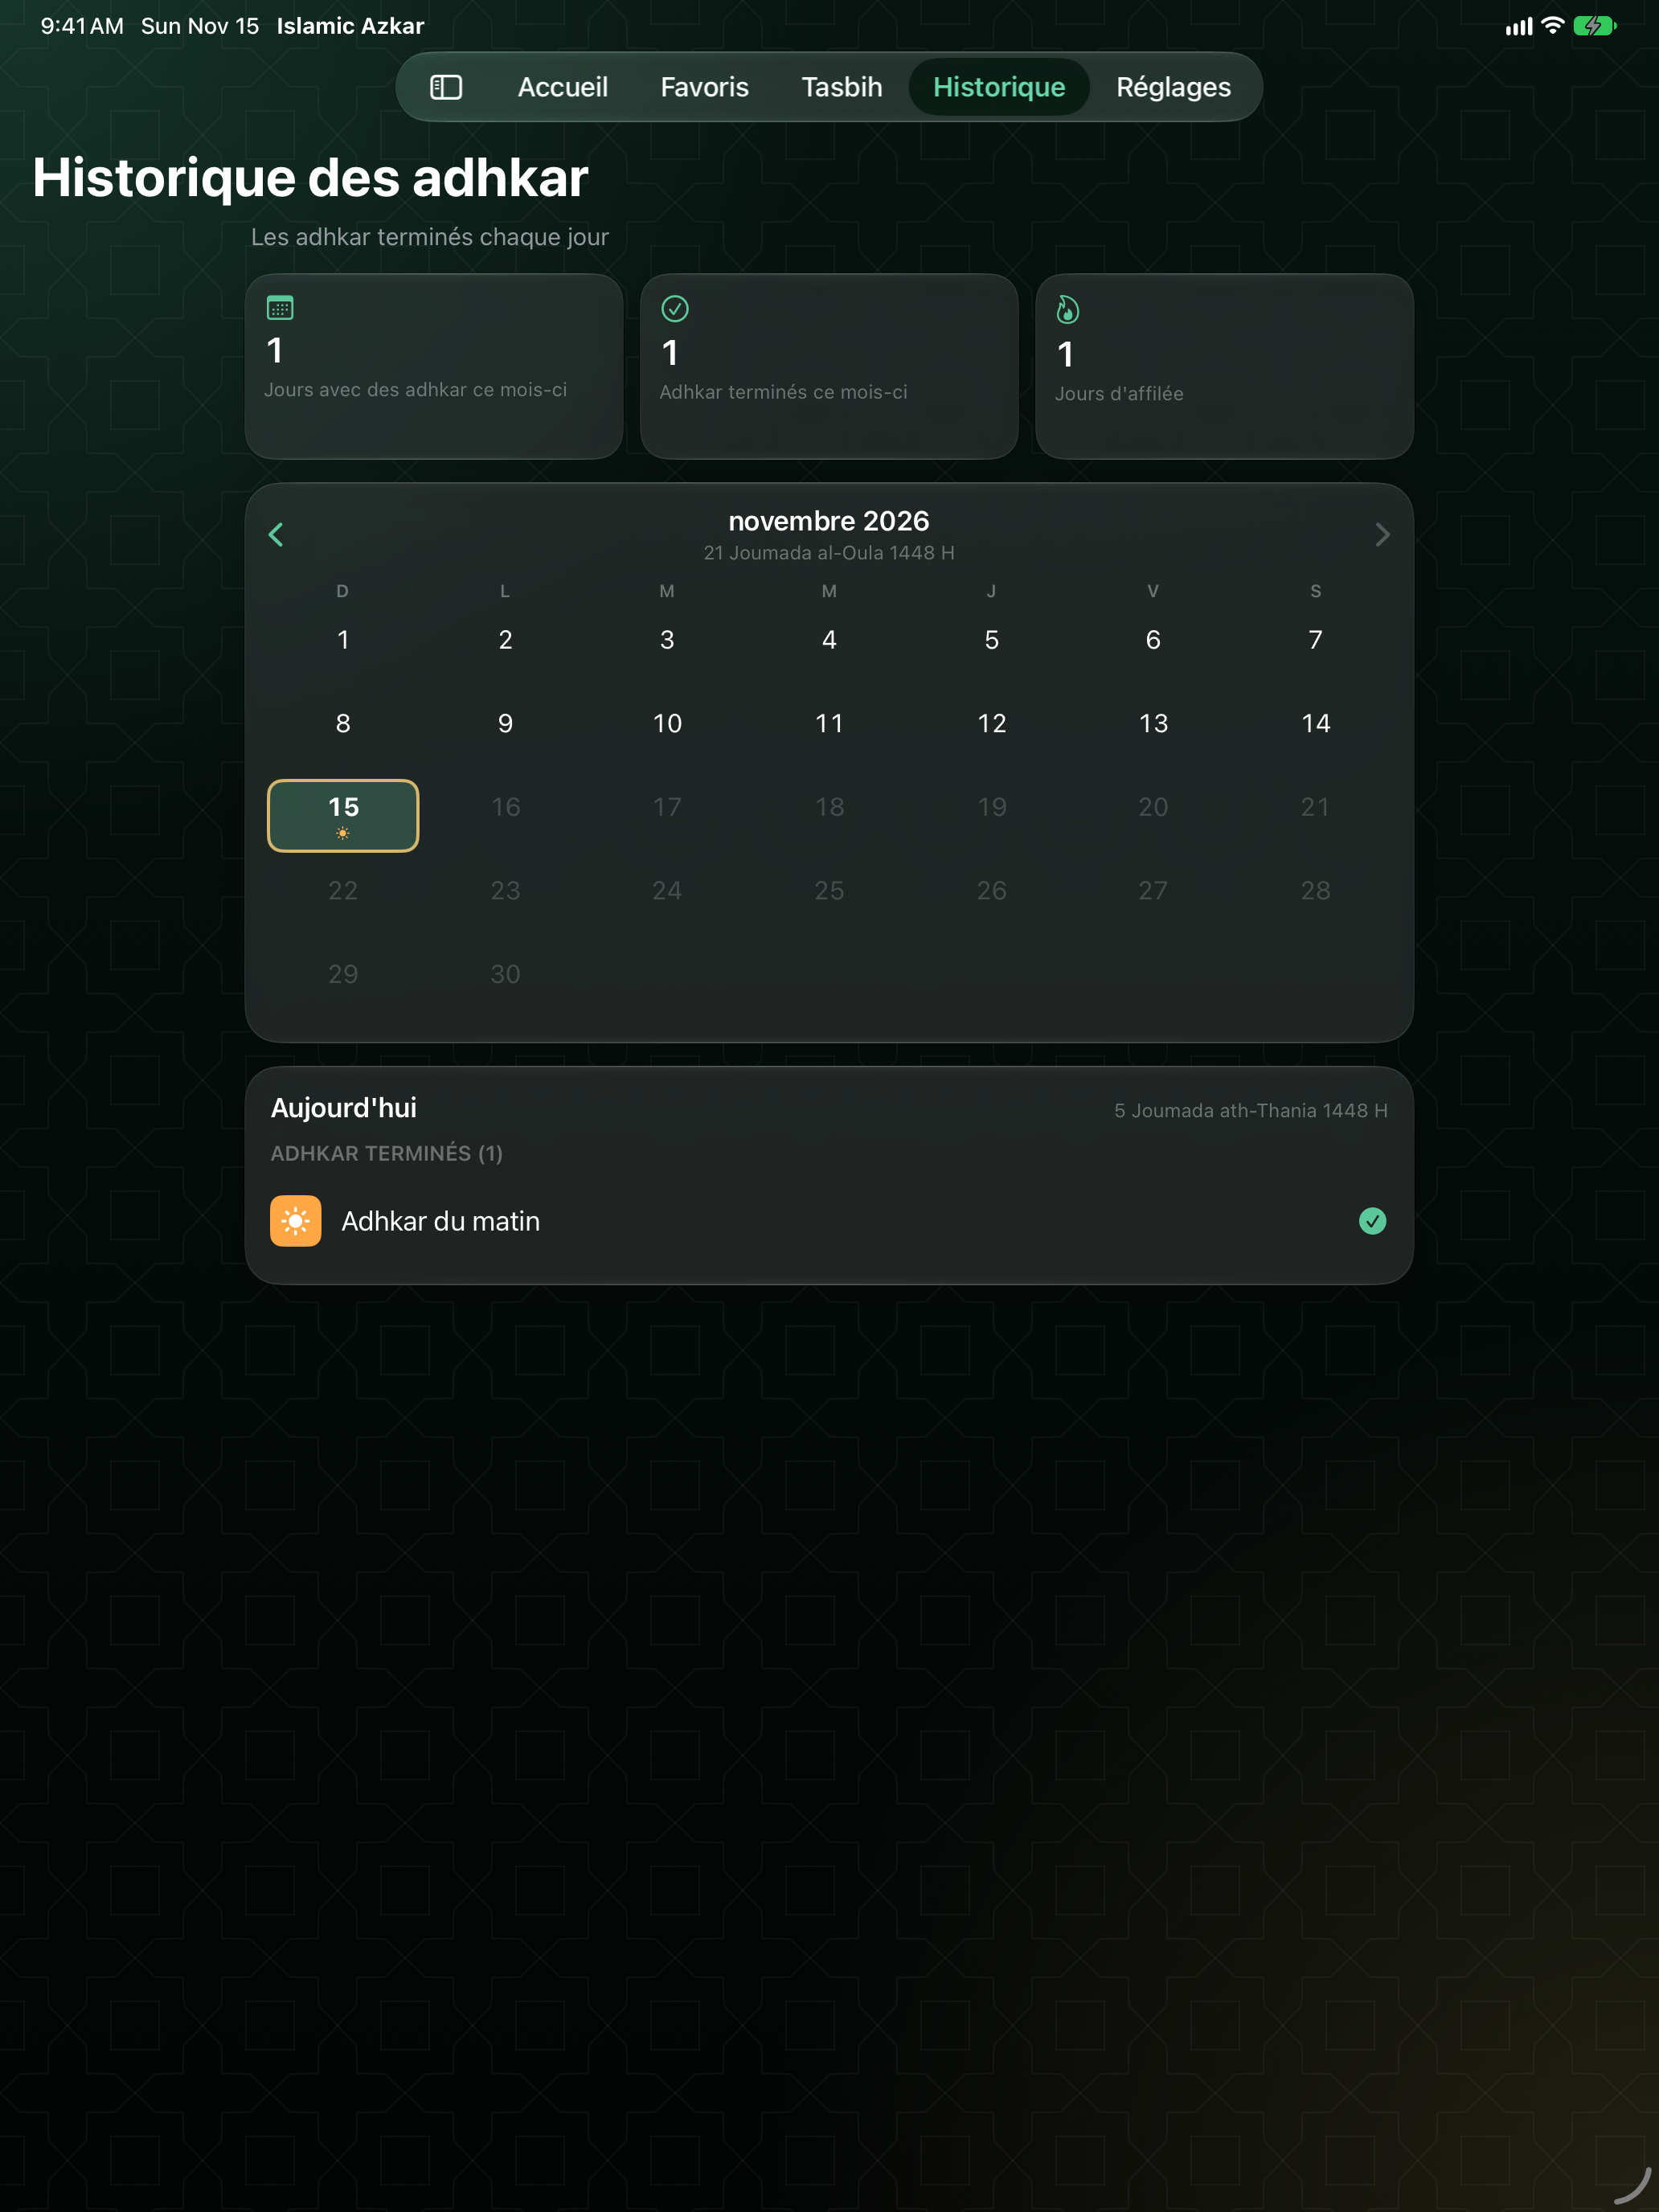 9:41 AM Sun Nov 15 Islamic Azkar
Accueil Favoris Tasbih Historique Réglages
Historique des adhkar
Les adhkar terminés chaque jour
1
Jours avec des adhkar ce mois-ci
1
Adhkar terminés ce mois-ci
1
Jours d'affilée
novembre 2026
21 Joumada al-Oula 1448 H
D L M M J V S
1 2 3 4 5 6 7
8 9 10 11 12 13 14
15 16 17 18 19 20 21
22 23 24 25 26 27 28
29 30
Aujourd'hui
5 Joumada ath-Thania 1448 H
ADHKAR TERMINÉS (1)
Adhkar du matin